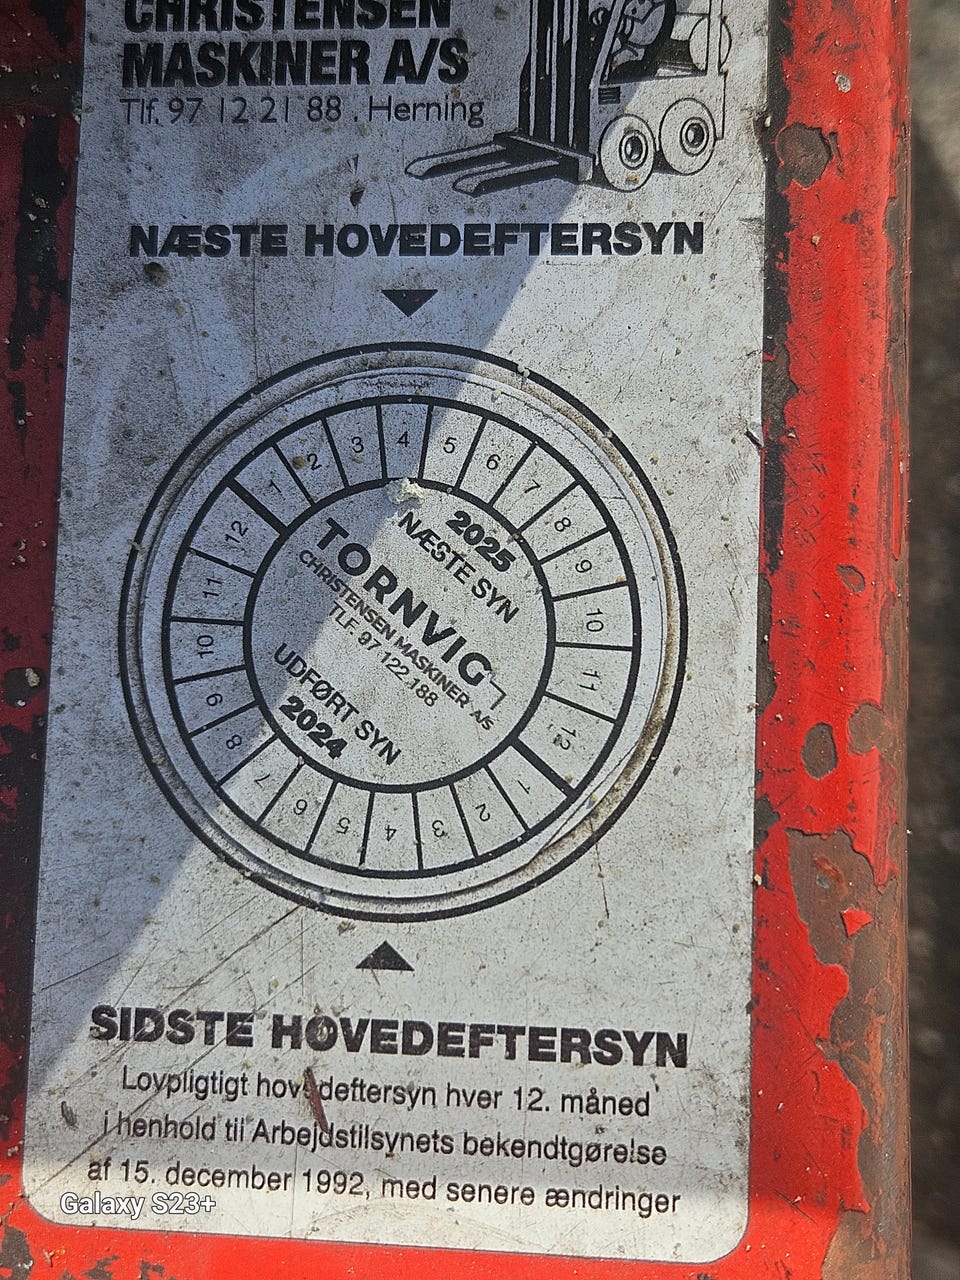 CHRISTENSEN
MASKINER A/S
Tlf. 97 12 21 88 . Herning
NÆSTE HOVEDEFTERSYN
1 2 3 4 5 6 7 8 9 10 11 12
2025
NÆSTE SYN
TORNVIG
CHRISTENSEN MASKINER A/S
TLF. 97 122 188
UDFØRT SYN
2024
1 2 3 4 5 6 7 8 9 10 11 12
SIDSTE HOVEDEFTERSYN
Lovpligtigt hovedeftersyn hver 12. måned
i henhold til Arbejdstilsynets bekendtgørelse
af 15. december 1992, med senere ændringer
Galaxy S23+